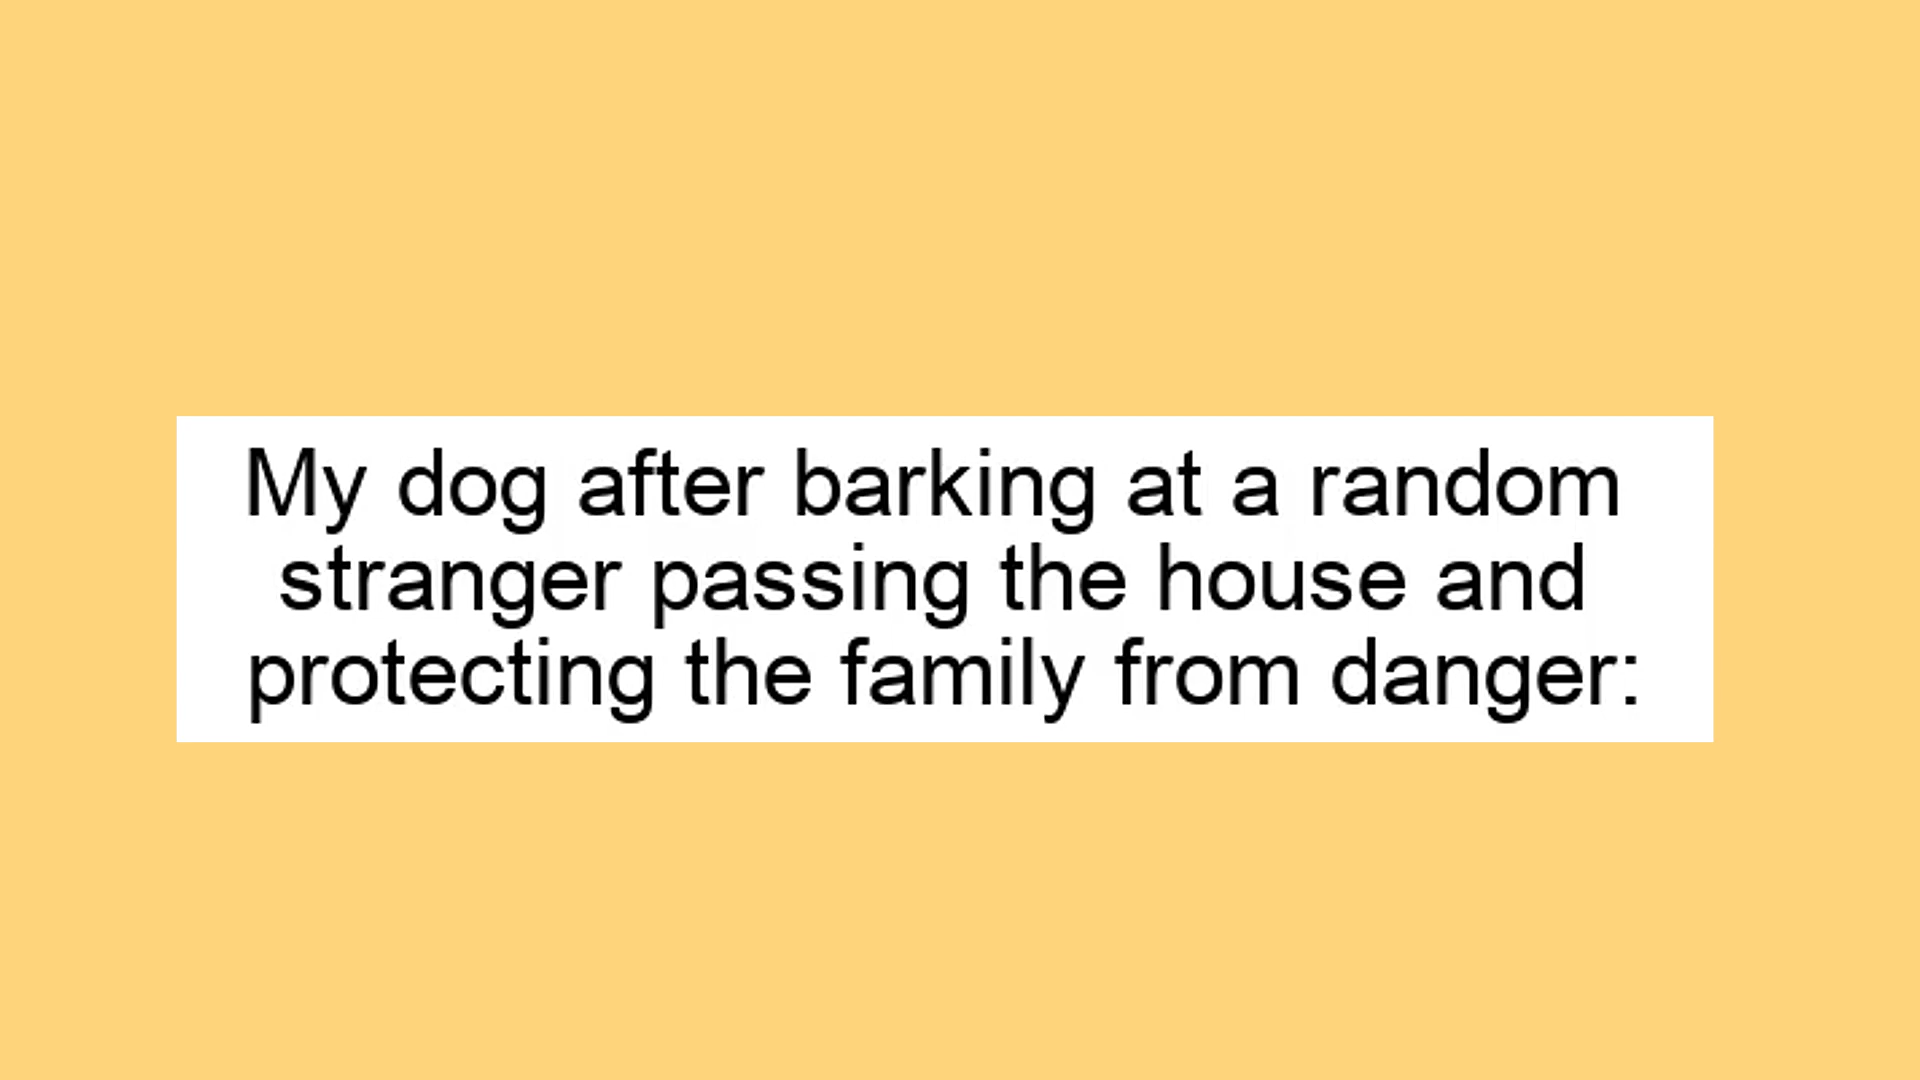 My dog after barking at a random
stranger passing the house and
protecting the family from danger: